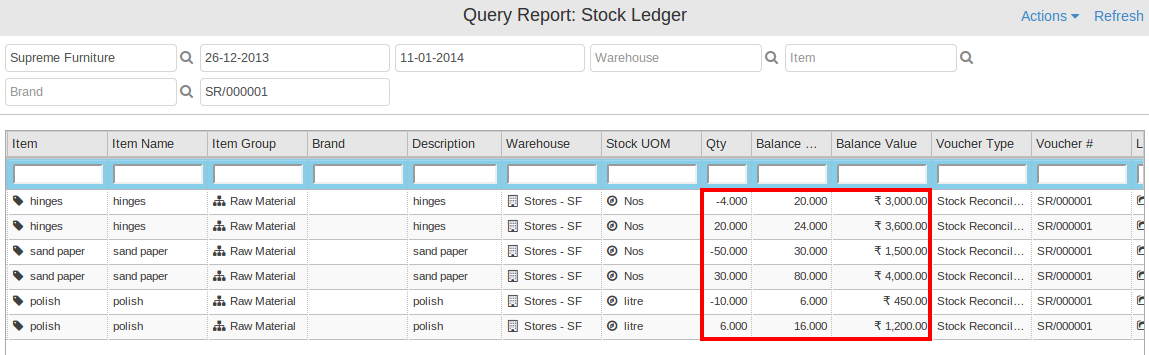 Query Report: Stock Ledger Actions Refresh
Supreme Furniture 26-12-2013 11-01-2014 Warehouse Item
Brand SR/000001
Item Item Name Item Group Brand Description Warehouse Stock UOM Qty Balance ... Balance Value Voucher Type Voucher # L
hinges hinges Raw Material hinges Stores - SF Nos -4.000 20.000 ₹ 3,000.00 Stock Reconcil... SR/000001
hinges hinges Raw Material hinges Stores - SF Nos 20.000 24.000 ₹ 3,600.00 Stock Reconcil... SR/000001
sand paper sand paper Raw Material sand paper Stores - SF Nos -50.000 30.000 ₹ 1,500.00 Stock Reconcil... SR/000001
sand paper sand paper Raw Material sand paper Stores - SF Nos 30.000 80.000 ₹ 4,000.00 Stock Reconcil... SR/000001
polish polish Raw Material polish Stores - SF litre -10.000 6.000 ₹ 450.00 Stock Reconcil... SR/000001
polish polish Raw Material polish Stores - SF litre 6.000 16.000 ₹ 1,200.00 Stock Reconcil... SR/000001